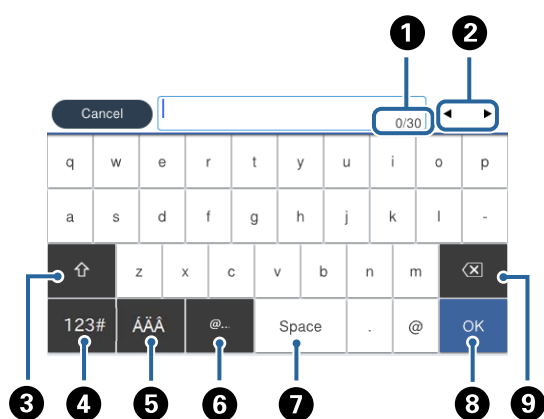 1 2
Cancel
0/30
q w e r t y u i o p
a s d f g h j k l -
z x c v b n m
123# ÁÄÂ @... Space . @ OK
3 4 5 6 7 8 9